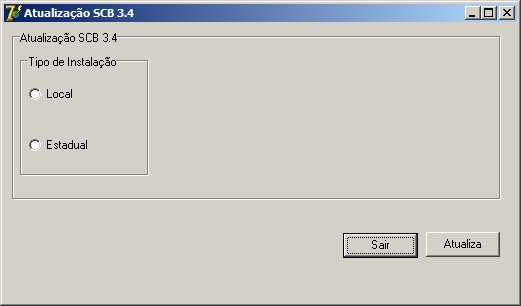 Atualização SCB 3.4
Atualização SCB 3.4
Tipo de Instalação
Local
Estadual
Sair
Atualiza